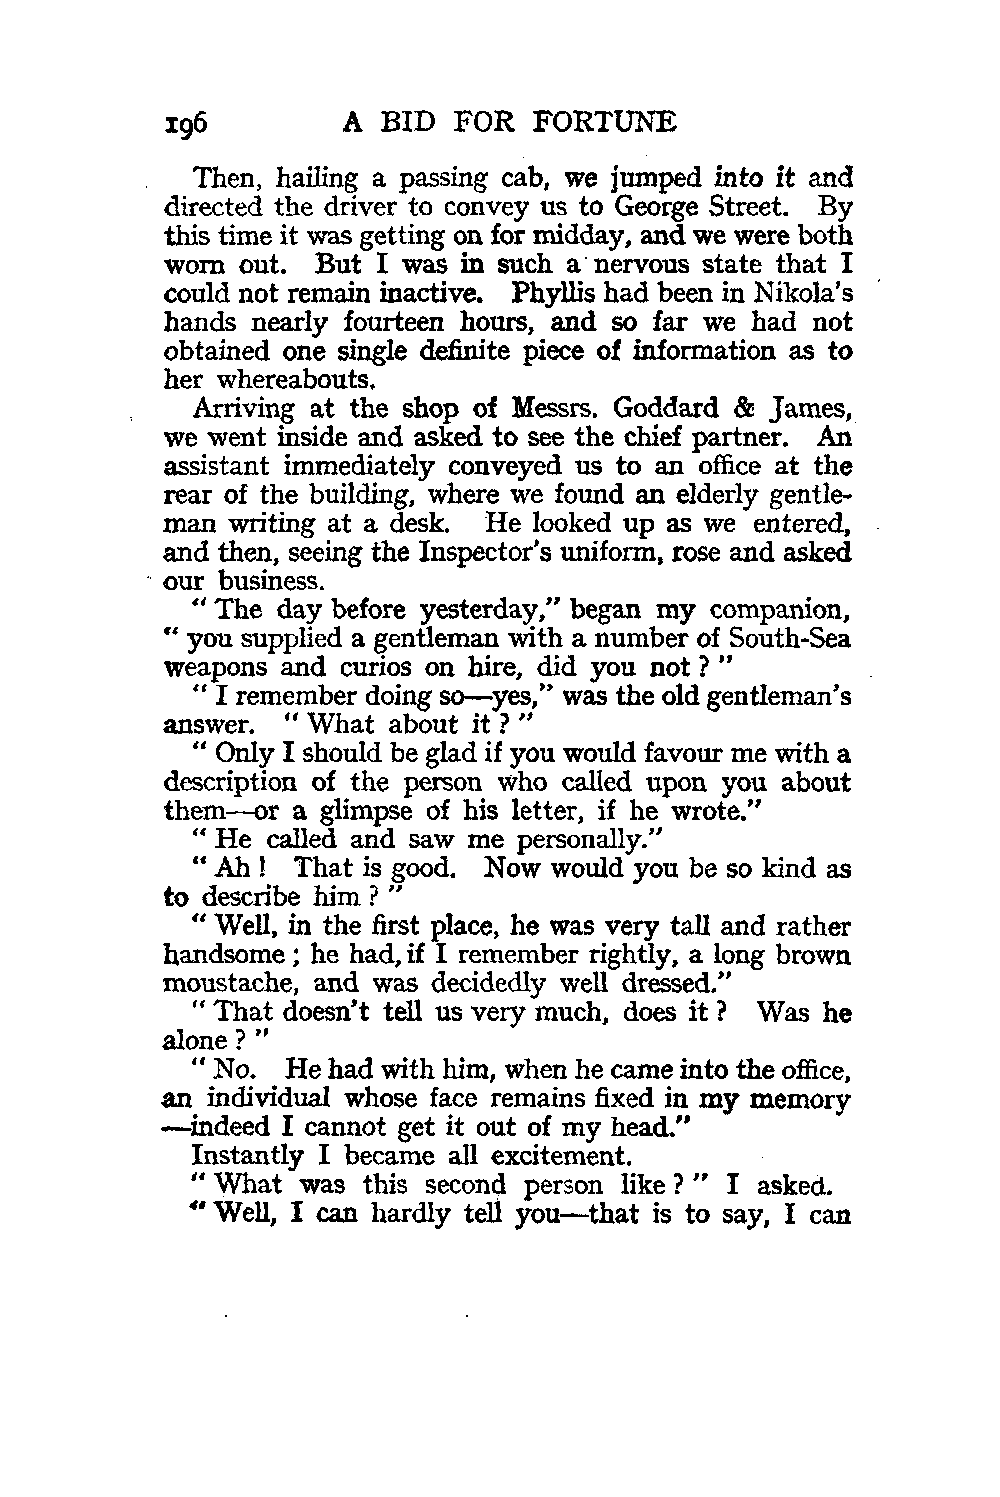 196 A BID FOR FORTUNE
Then, hailing a passing cab, we jumped into it and
directed the driver to convey us to George Street. By
this time it was getting on for midday, and we were both
worn out. But I was in such a nervous state that I
could not remain inactive. Phyllis had been in Nikola's
hands nearly fourteen hours, and so far we had not
obtained one single definite piece of information as to
her whereabouts.
Arriving at the shop of Messrs. Goddard & James,
we went inside and asked to see the chief partner. An
assistant immediately conveyed us to an office at the
rear of the building, where we found an elderly gentle-
man writing at a desk. He looked up as we entered,
and then, seeing the Inspector's uniform, rose and asked
our business.
“ The day before yesterday,” began my companion,
“ you supplied a gentleman with a number of South-Sea
weapons and curios on hire, did you not ? ”
“ I remember doing so—yes,” was the old gentleman's
answer. “ What about it ? ”
“ Only I should be glad if you would favour me with a
description of the person who called upon you about
them—or a glimpse of his letter, if he wrote.”
“ He called and saw me personally.”
“ Ah ! That is good. Now would you be so kind as
to describe him ? ”
“ Well, in the first place, he was very tall and rather
handsome ; he had, if I remember rightly, a long brown
moustache, and was decidedly well dressed.”
“ That doesn't tell us very much, does it ? Was he
alone ? ”
“ No. He had with him, when he came into the office,
an individual whose face remains fixed in my memory
—indeed I cannot get it out of my head.”
Instantly I became all excitement.
“ What was this second person like ? ” I asked.
“ Well, I can hardly tell you—that is to say, I can